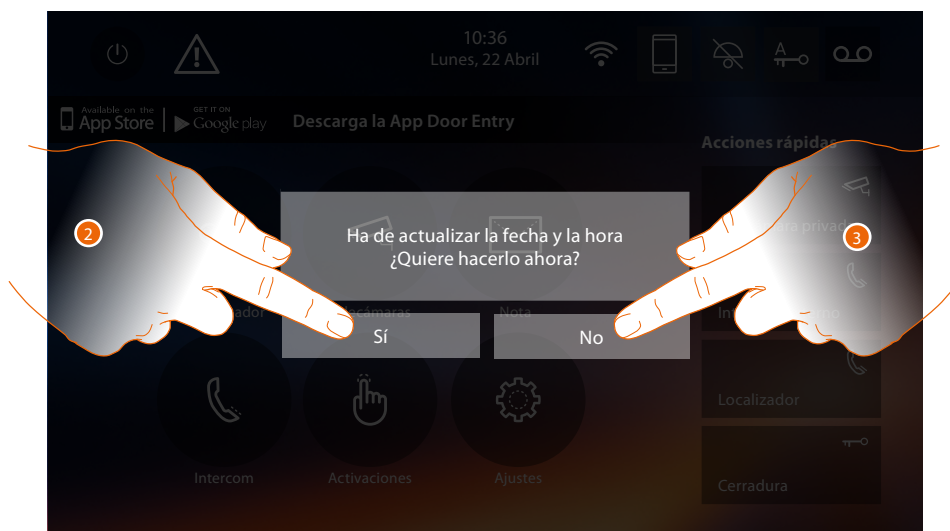 10:36
Lunes, 22 Abril
A
Available on the
App Store
GET IT ON
Google play
Descarga la App Door Entry
Acciones rápidas
2
3
Ha de actualizar la fecha y la hora
¿Quiere hacerlo ahora?
Nota
Sí
No
Localizador
Intercom
Activaciones
Ajustes
Cerradura